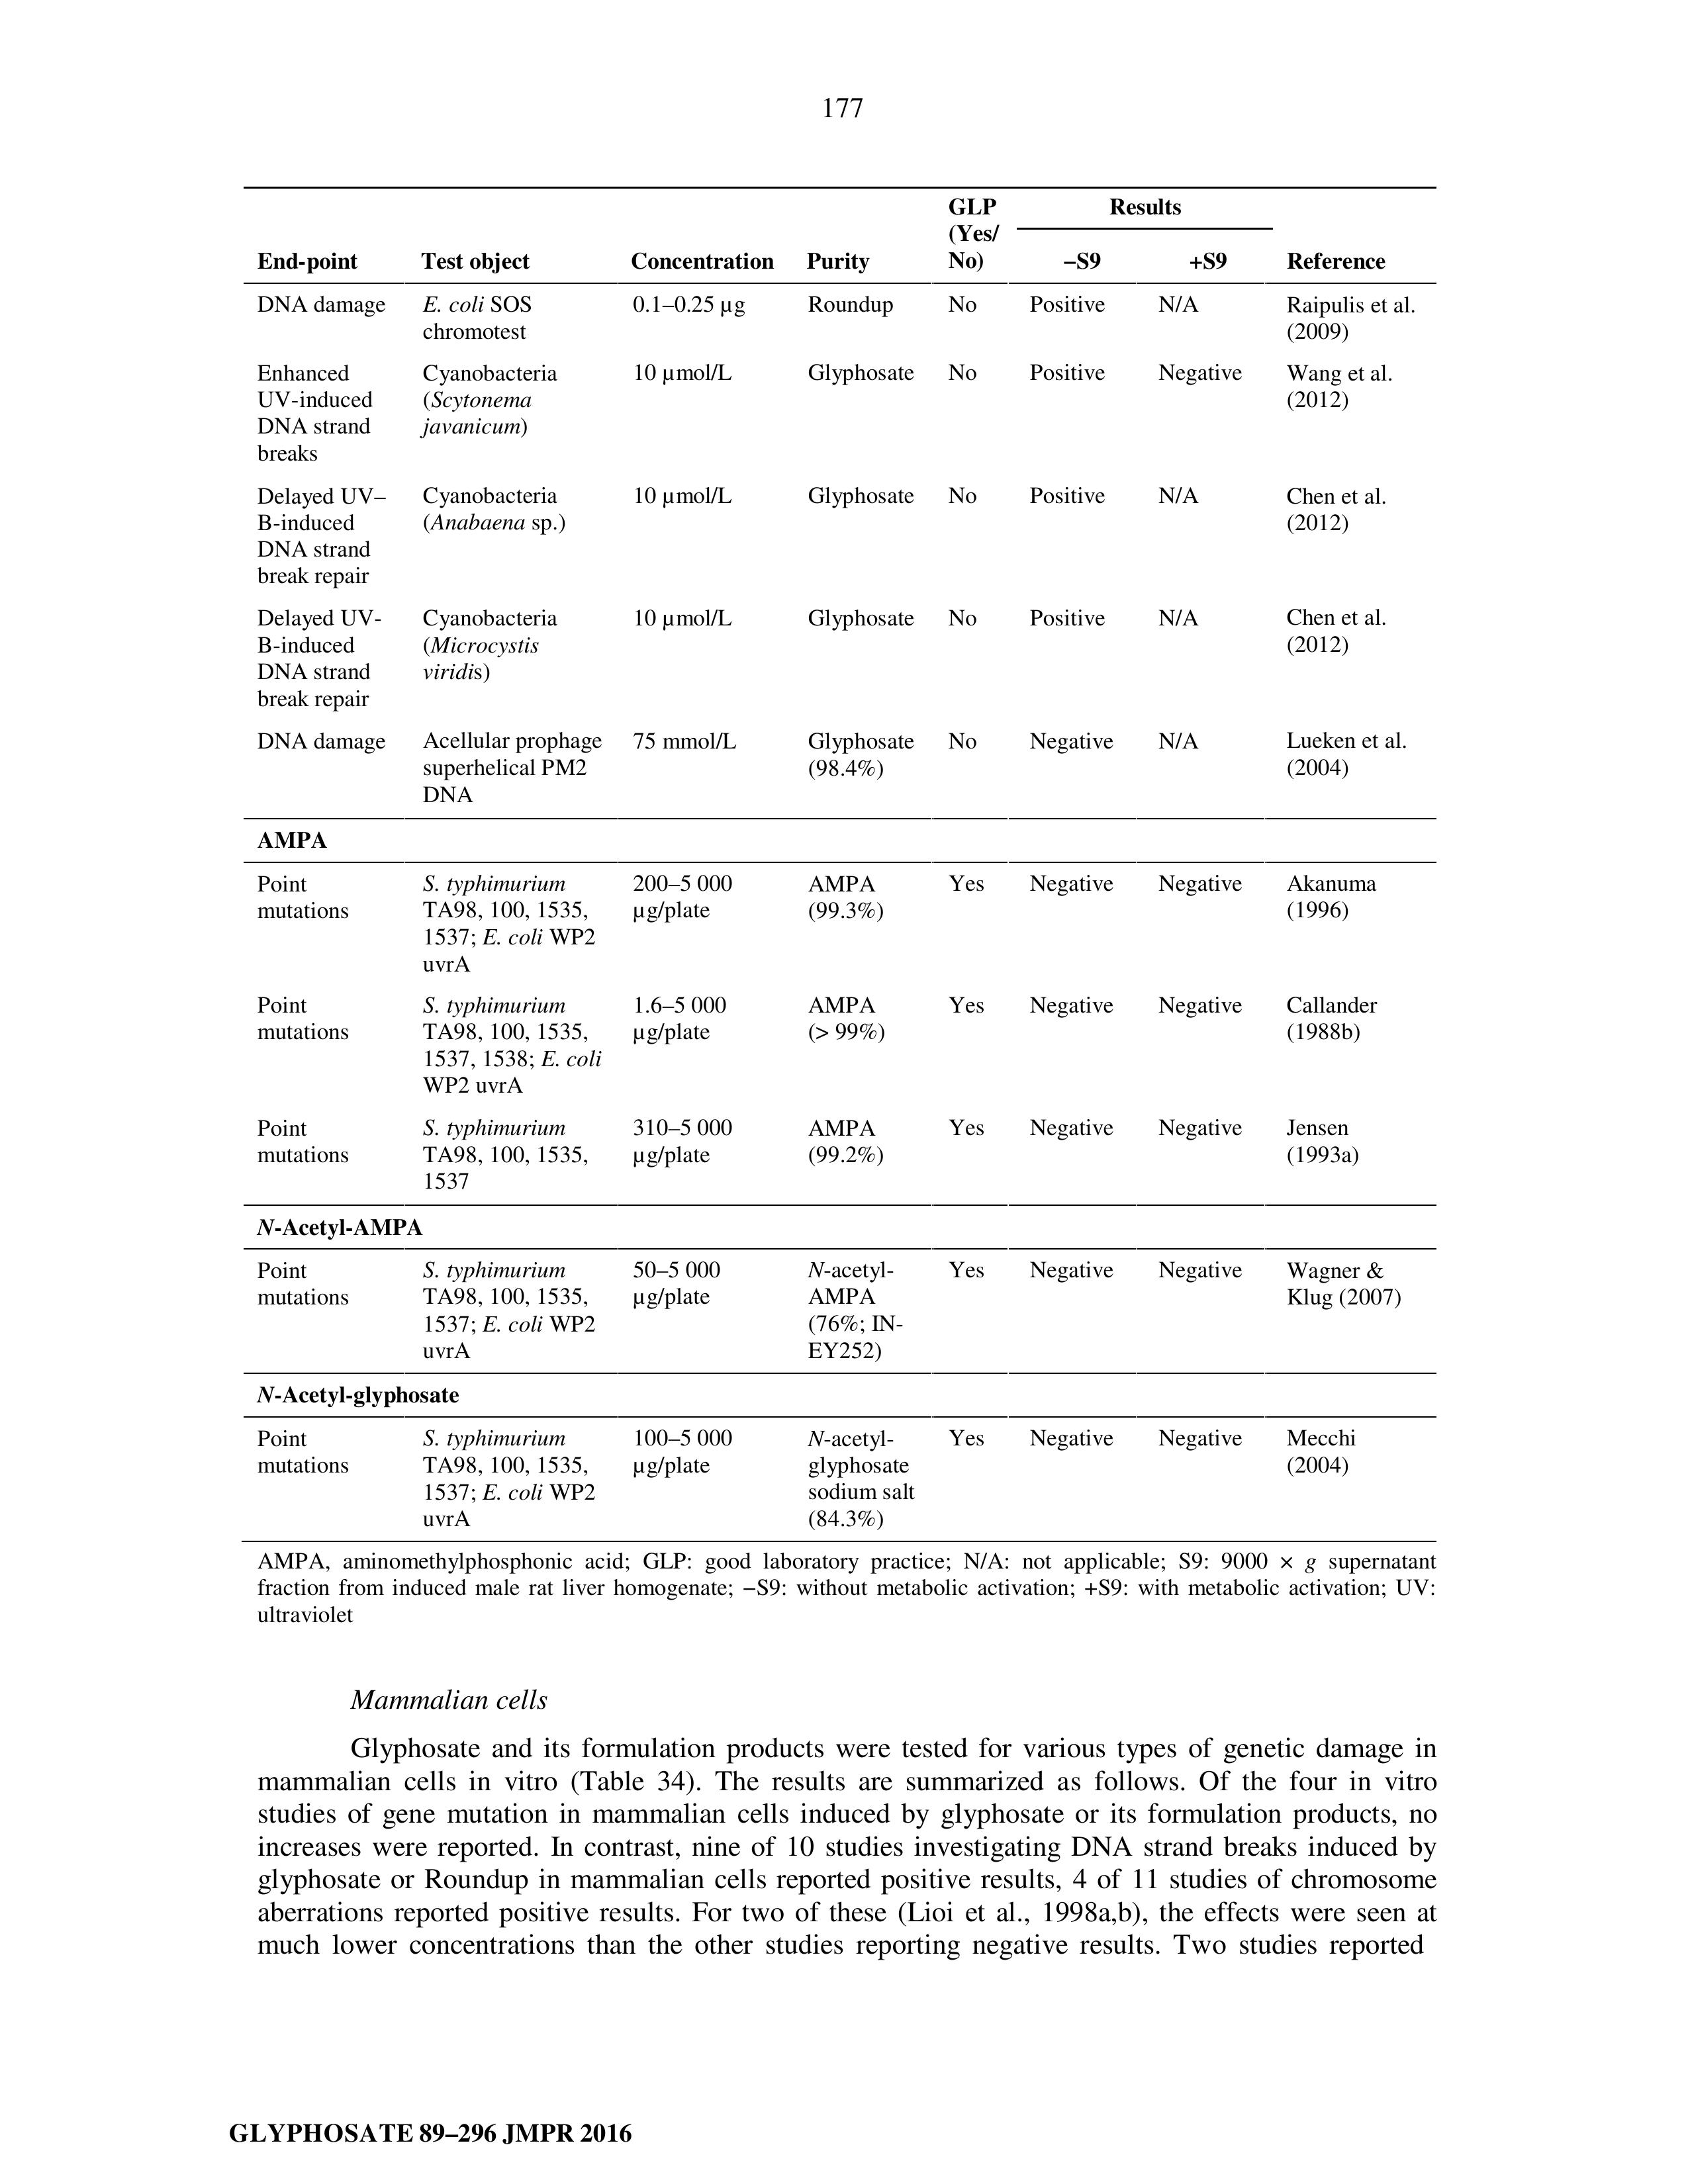 177
GLP
(Yes/
No)
Results
End-point Test object Concentration Purity –S9 +S9 Reference
DNA damage E. coli SOS 0.1–0.25 µg Roundup No Positive N/A Raipulis et al.
chromotest (2009)
Enhanced Cyanobacteria 10 µmol/L Glyphosate No Positive Negative Wang et al.
UV-induced (Scytonema (2012)
DNA strand javanicum)
breaks
Delayed UV– Cyanobacteria 10 µmol/L Glyphosate No Positive N/A Chen et al.
B-induced (Anabaena sp.) (2012)
DNA strand
break repair
Delayed UV- Cyanobacteria 10 µmol/L Glyphosate No Positive N/A Chen et al.
B-induced (Microcystis (2012)
DNA strand viridis)
break repair
DNA damage Acellular prophage 75 mmol/L Glyphosate No Negative N/A Lueken et al.
superhelical PM2 (98.4%) (2004)
DNA
AMPA
Point S. typhimurium 200–5 000 AMPA Yes Negative Negative Akanuma
mutations TA98, 100, 1535, µg/plate (99.3%) (1996)
1537; E. coli WP2
uvrA
Point S. typhimurium 1.6–5 000 AMPA Yes Negative Negative Callander
mutations TA98, 100, 1535, µg/plate (> 99%) (1988b)
1537, 1538; E. coli
WP2 uvrA
Point S. typhimurium 310–5 000 AMPA Yes Negative Negative Jensen
mutations TA98, 100, 1535, µg/plate (99.2%) (1993a)
1537
N-Acetyl-AMPA
Point S. typhimurium 50–5 000 N-acetyl- Yes Negative Negative Wagner &
mutations TA98, 100, 1535, µg/plate AMPA Klug (2007)
1537; E. coli WP2 (76%; IN-
uvrA EY252)
N-Acetyl-glyphosate
Point S. typhimurium 100–5 000 N-acetyl- Yes Negative Negative Mecchi
mutations TA98, 100, 1535, µg/plate glyphosate (2004)
1537; E. coli WP2 sodium salt
uvrA (84.3%)
AMPA, aminomethylphosphonic acid; GLP: good laboratory practice; N/A: not applicable; S9: 9000 × g supernatant
fraction from induced male rat liver homogenate; –S9: without metabolic activation; +S9: with metabolic activation; UV:
ultraviolet
Mammalian cells
Glyphosate and its formulation products were tested for various types of genetic damage in
mammalian cells in vitro (Table 34). The results are summarized as follows. Of the four in vitro
studies of gene mutation in mammalian cells induced by glyphosate or its formulation products, no
increases were reported. In contrast, nine of 10 studies investigating DNA strand breaks induced by
glyphosate or Roundup in mammalian cells reported positive results, 4 of 11 studies of chromosome
aberrations reported positive results. For two of these (Lioi et al., 1998a,b), the effects were seen at
much lower concentrations than the other studies reporting negative results. Two studies reported
GLYPHOSATE 89–296 JMPR 2016